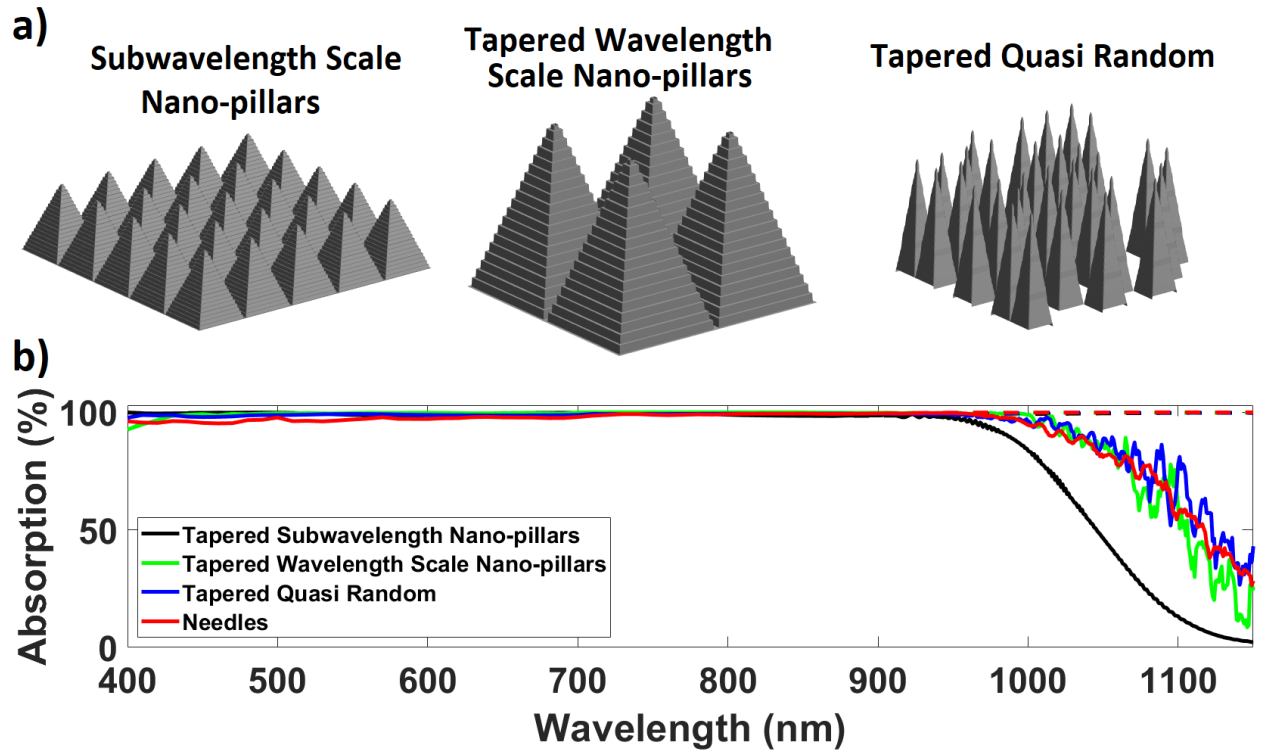 a)
Subwavelength Scale
Nano-pillars
Tapered Wavelength
Scale Nano-pillars
Tapered Quasi Random
b)
Absorption (%)
100
50
0
Tapered Subwavelength Nano-pillars
Tapered Wavelength Scale Nano-pillars
Tapered Quasi Random
Needles
400 500 600 700 800 900 1000 1100
Wavelength (nm)